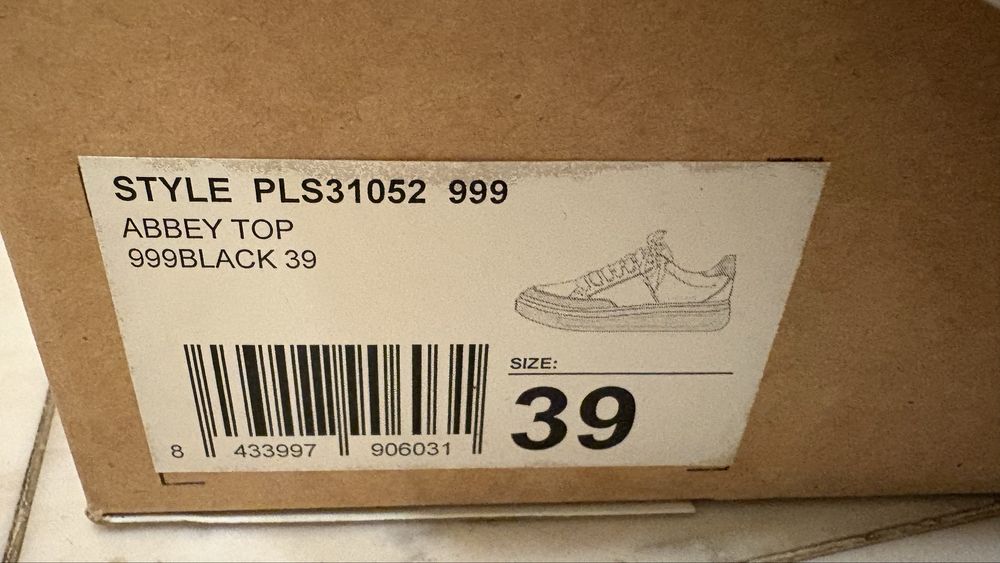 STYLE PLS31052 999
ABBEY TOP
999BLACK 39
SIZE:
39
8 433997 906031